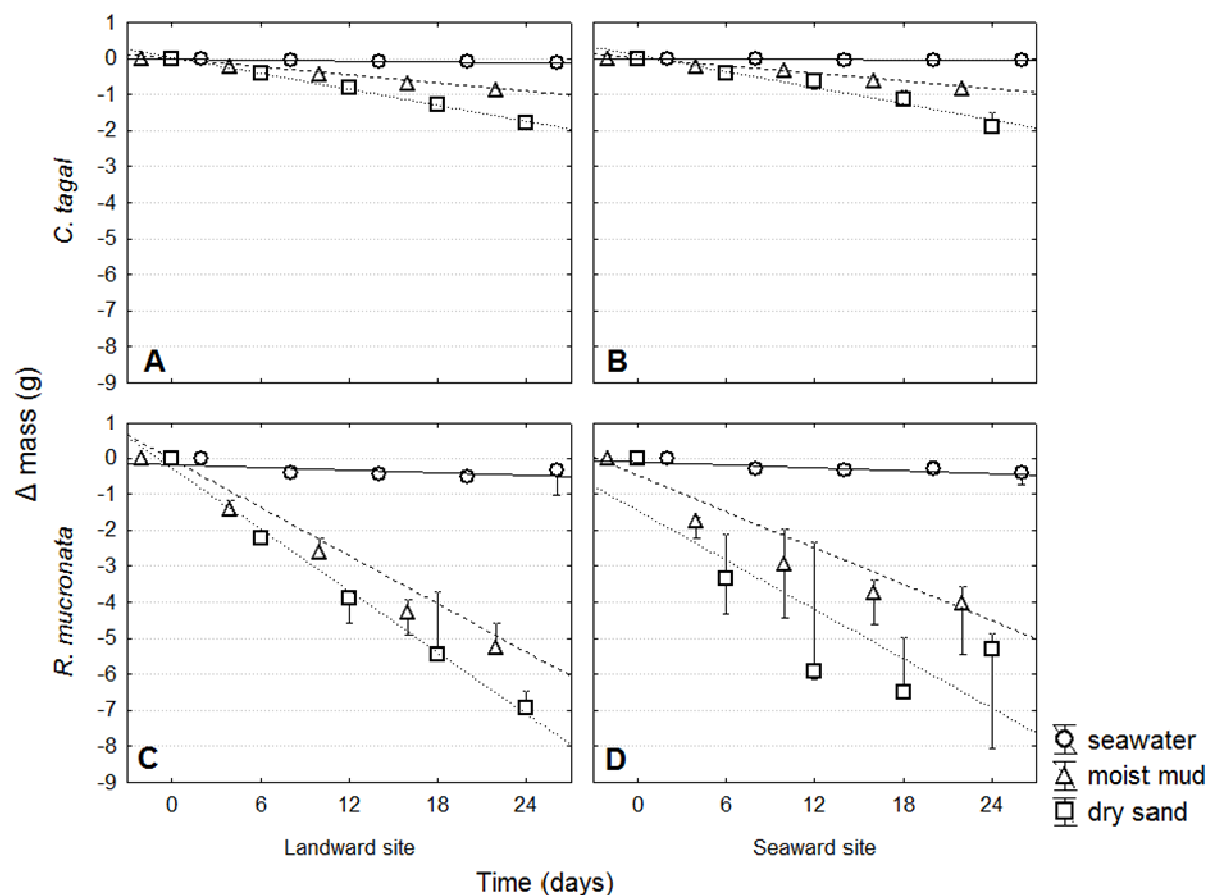 1
0
-1
-2
-3
-4
-5
-6
-7
-8
-9
C. tagal
A
B
Δ mass (g)
1
0
-1
-2
-3
-4
-5
-6
-7
-8
-9
R. mucronata
C
D
0 6 12 18 24
0 6 12 18 24
Landward site
Seaward site
Time (days)
seawater
moist mud
dry sand